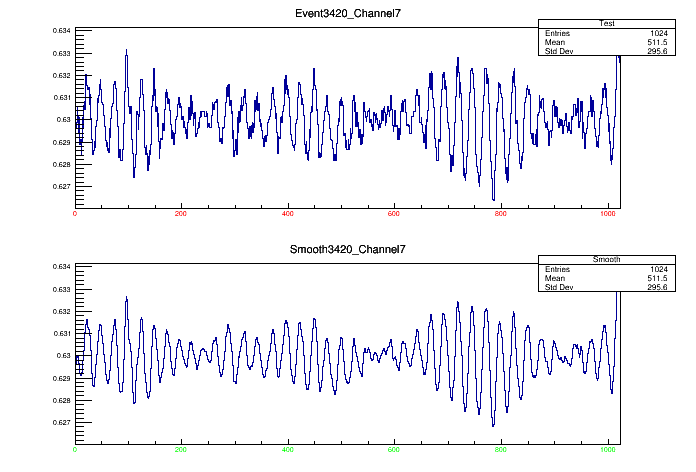 Event3420_Channel7
Test
Entries 1024
Mean 511.5
Std Dev 295.6
0.634
0.633
0.632
0.631
0.63
0.629
0.628
0.627
0 200 400 600 800 1000
Smooth3420_Channel7
Smooth
Entries 1024
Mean 511.5
Std Dev 295.6
0.634
0.633
0.632
0.631
0.63
0.629
0.628
0.627
0 200 400 600 800 1000